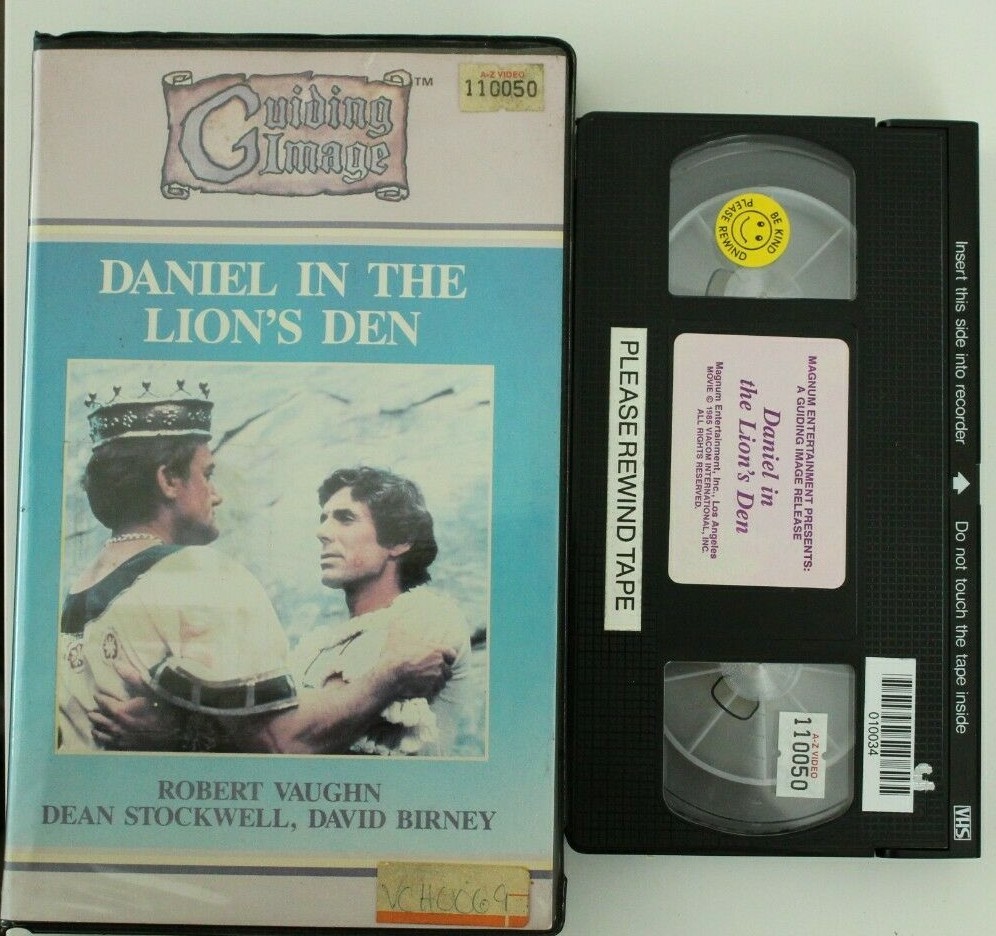 Guiding
Image
TM
A-Z VIDEO
110050
DANIEL IN THE
LION'S DEN
ROBERT VAUGHN
DEAN STOCKWELL, DAVID BIRNEY
VCH0069
BE KIND
PLEASE REWIND
PLEASE REWIND TAPE
MAGNUM ENTERTAINMENT PRESENTS:
A GUIDING IMAGE RELEASE
Daniel in
the Lion's Den
Magnum Entertainment, Inc., Los Angeles
MOVIE © 1985 VIACOM INTERNATIONAL, INC.
ALL RIGHTS RESERVED.
A-Z VIDEO
110050
010034
Insert this side into recorder
Do not touch the tape inside
VHS